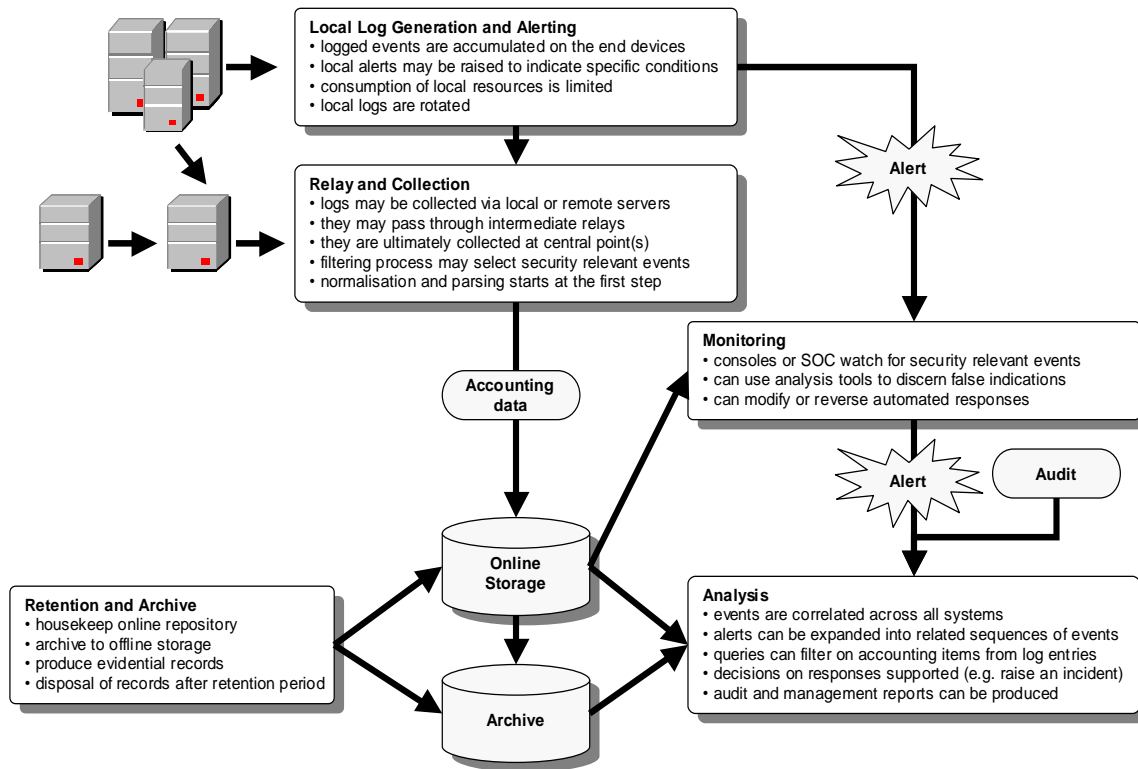 Local Log Generation and Alerting
• logged events are accumulated on the end devices
• local alerts may be raised to indicate specific conditions
• consumption of local resources is limited
• local logs are rotated
Alert
Relay and Collection
• logs may be collected via local or remote servers
• they may pass through intermediate relays
• they are ultimately collected at central point(s)
• filtering process may select security relevant events
• normalisation and parsing starts at the first step
Monitoring
• consoles or SOC watch for security relevant events
• can use analysis tools to discern false indications
• can modify or reverse automated responses
Accounting
data
Alert
Audit
Online
Storage
Retention and Archive
• housekeep online repository
• archive to offline storage
• produce evidential records
• disposal of records after retention period
Analysis
• events are correlated across all systems
• alerts can be expanded into related sequences of events
• queries can filter on accounting items from log entries
• decisions on responses supported (e.g. raise an incident)
• audit and management reports can be produced
Archive